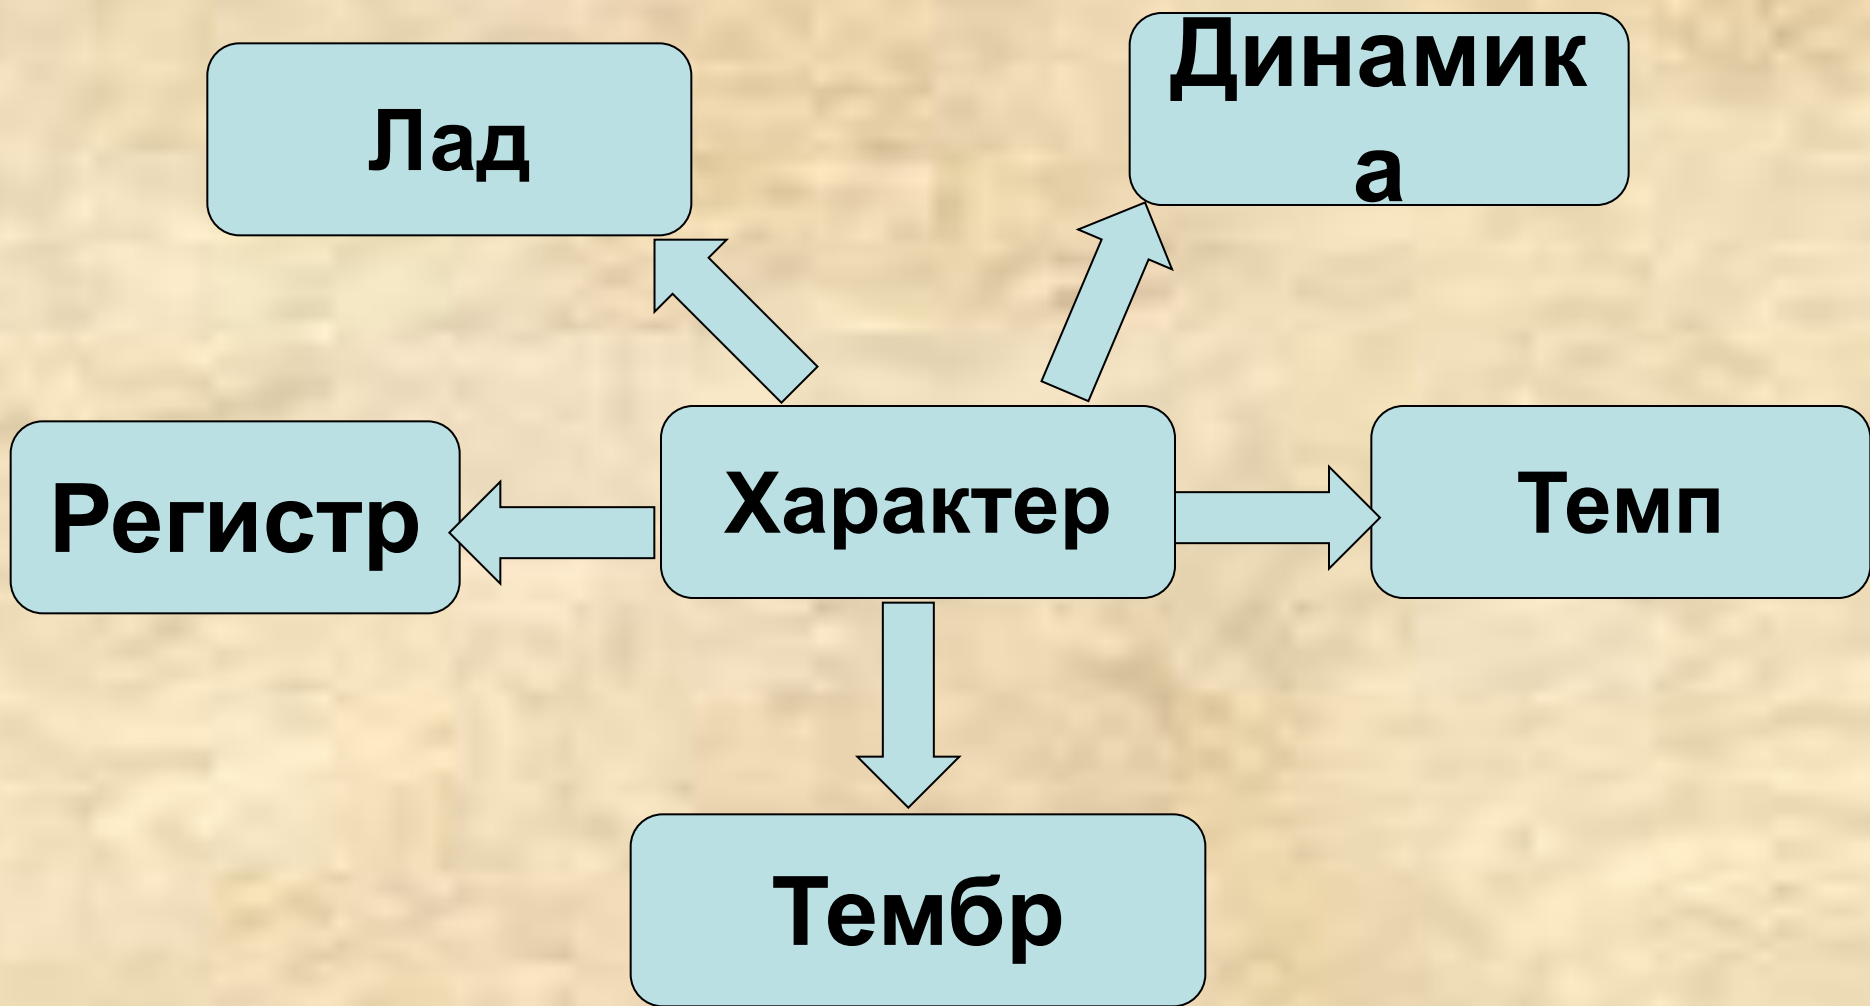 Лад
Динамик
а
Регистр
Характер
Темп
Тембр